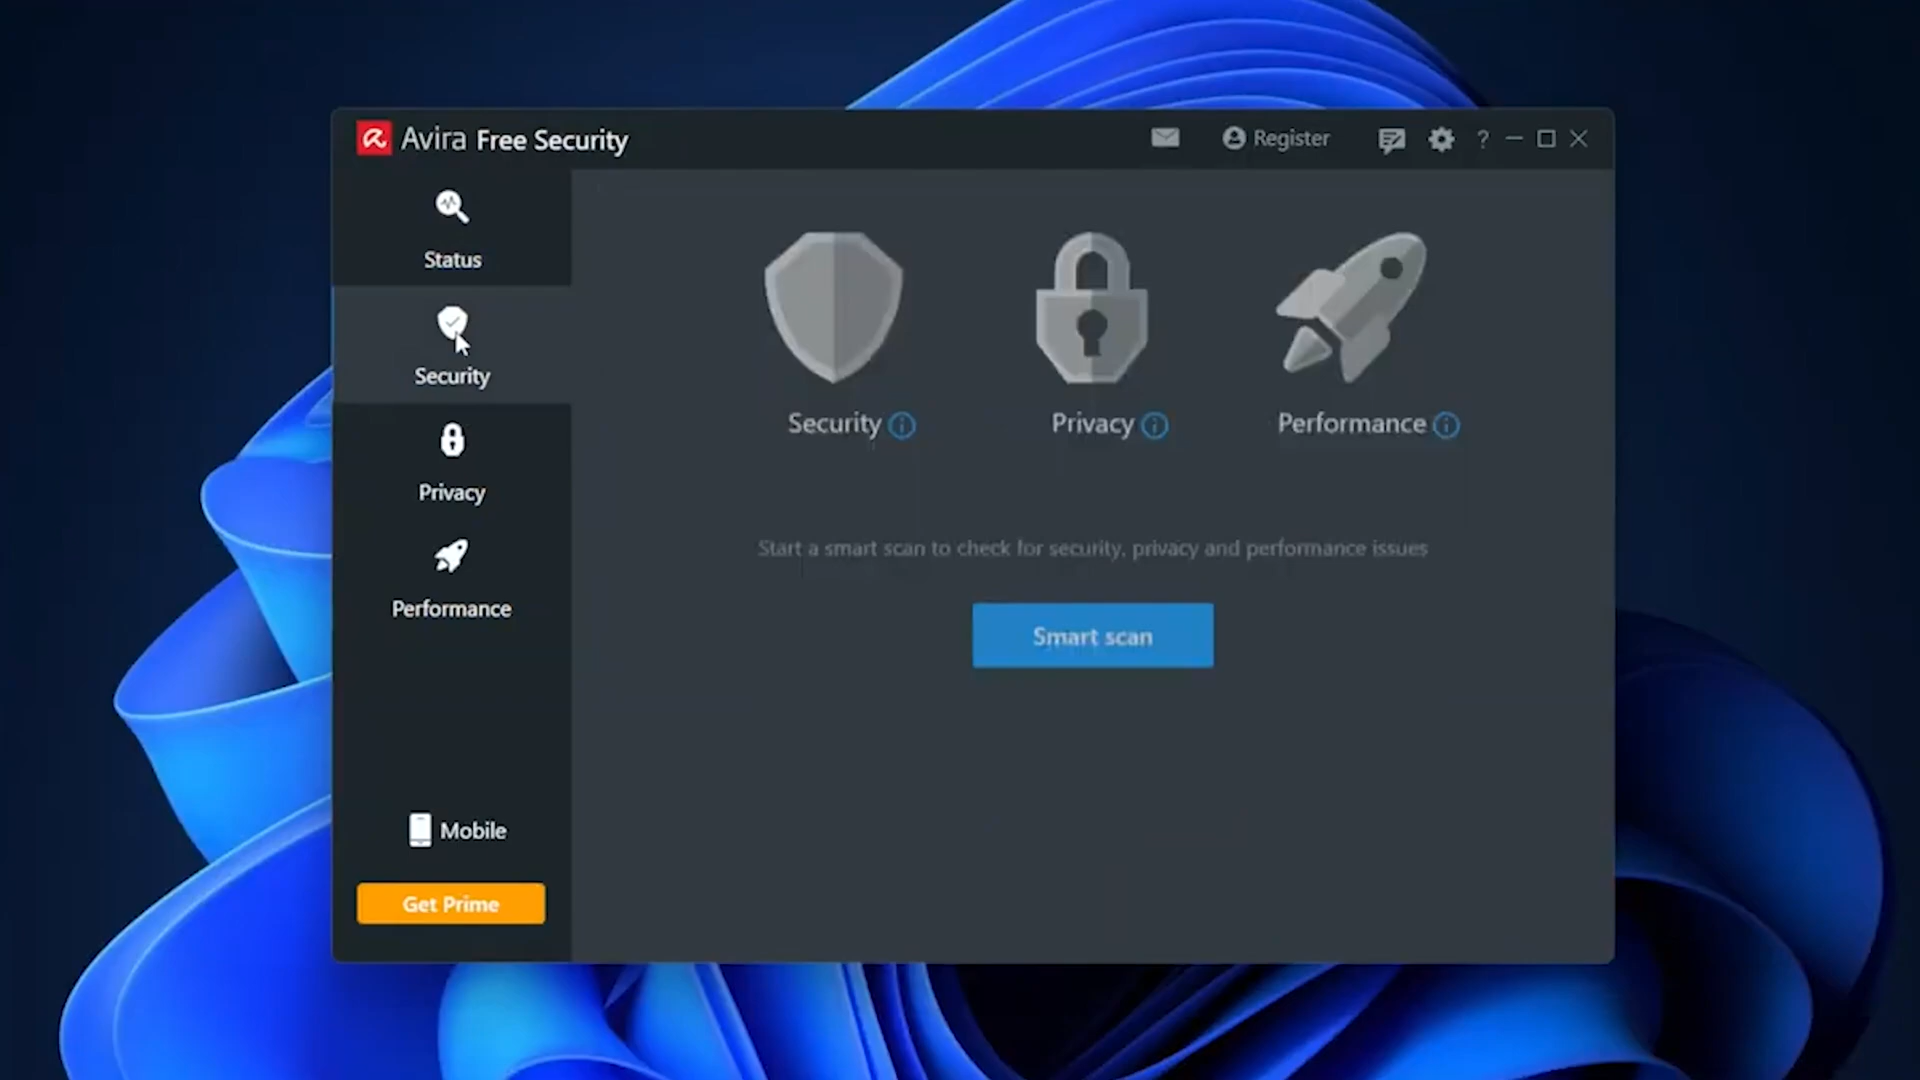 Avira Free Security
Register
?
Status
Security
Privacy
Performance
Mobile
Get Prime
Security
Privacy
Performance
Start a smart scan to check for security, privacy and performance issues
Smart scan